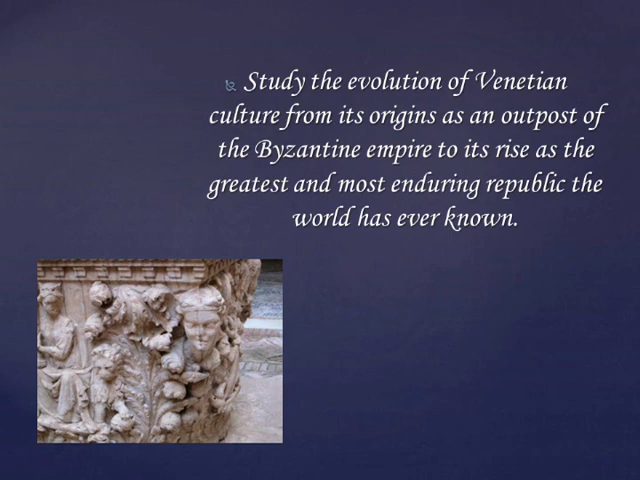 Study the evolution of Venetian
culture from its origins as an outpost of
the Byzantine empire to its rise as the
greatest and most enduring republic the
world has ever known.